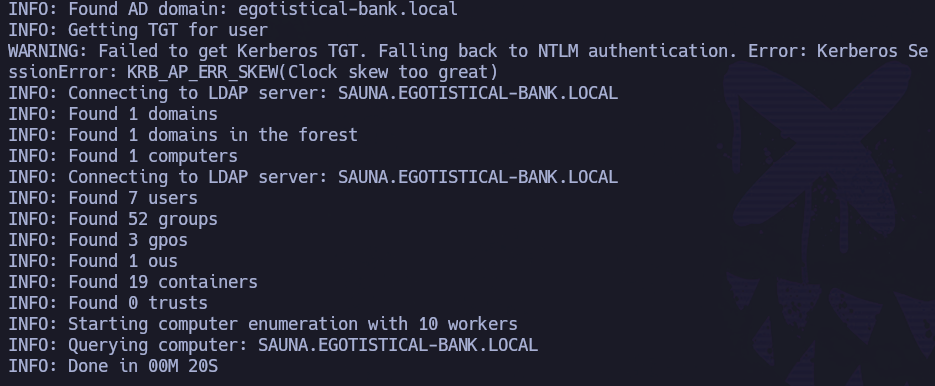 INFO: Found AD domain: egotistical-bank.local
INFO: Getting TGT for user
WARNING: Failed to get Kerberos TGT. Falling back to NTLM authentication. Error: Kerberos Se
ssionError: KRB_AP_ERR_SKEW(Clock skew too great)
INFO: Connecting to LDAP server: SAUNA.EGOTISTICAL-BANK.LOCAL
INFO: Found 1 domains
INFO: Found 1 domains in the forest
INFO: Found 1 computers
INFO: Connecting to LDAP server: SAUNA.EGOTISTICAL-BANK.LOCAL
INFO: Found 7 users
INFO: Found 52 groups
INFO: Found 3 gpos
INFO: Found 1 ous
INFO: Found 19 containers
INFO: Found 0 trusts
INFO: Starting computer enumeration with 10 workers
INFO: Querying computer: SAUNA.EGOTISTICAL-BANK.LOCAL
INFO: Done in 00M 20S